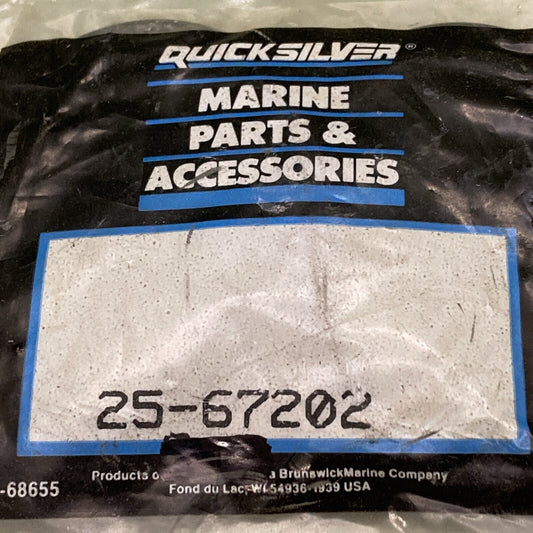 QUICKSILVER®
MARINE
PARTS &
ACCESSORIES
25-67202
-68655
Products o a BrunswickMarine Company
Fond du Lac, WI 54936-1939 USA